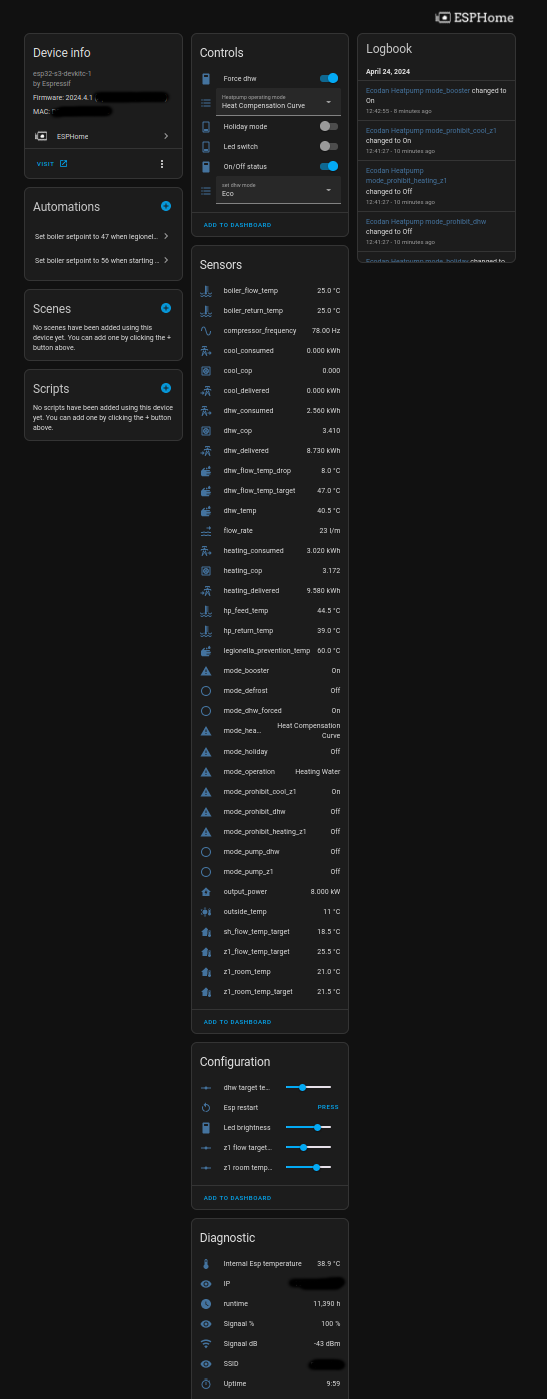 ESPHome
Device info
esp32-s3-devkitc-1
by Espressif
Firmware: 2024.4.1
MAC:
ESPHome
VISIT
Automations
Set boiler setpoint to 47 when legionel...
Set boiler setpoint to 56 when starting ...
Scenes
No scenes have been added using this
device yet. You can add one by clicking the +
button above.
Scripts
No scripts have been added using this device
yet. You can add one by clicking the + button
above.
Controls
Force dhw
Heatpump operating mode
Heat Compensation Curve
Holiday mode
Led switch
On/Off status
set dhw mode
Eco
ADD TO DASHBOARD
Sensors
boiler_flow_temp 25.0 °C
boiler_return_temp 25.0 °C
compressor_frequency 78.00 Hz
cool_consumed 0.000 kWh
cool_cop 0.000
cool_delivered 0.000 kWh
dhw_consumed 2.560 kWh
dhw_cop 3.410
dhw_delivered 8.730 kWh
dhw_flow_temp_drop 8.0 °C
dhw_flow_temp_target 47.0 °C
dhw_temp 40.5 °C
flow_rate 23 l/m
heating_consumed 3.020 kWh
heating_cop 3.172
heating_delivered 9.580 kWh
hp_feed_temp 44.5 °C
hp_return_temp 39.0 °C
legionella_prevention_temp 60.0 °C
mode_booster On
mode_defrost Off
mode_dhw_forced On
mode_hea... Heat Compensation
Curve
mode_holiday Off
mode_operation Heating Water
mode_prohibit_cool_z1 On
mode_prohibit_dhw Off
mode_prohibit_heating_z1 Off
mode_pump_dhw Off
mode_pump_z1 Off
output_power 8.000 kW
outside_temp 11 °C
sh_flow_temp_target 18.5 °C
z1_flow_temp_target 25.5 °C
z1_room_temp 21.0 °C
z1_room_temp_target 21.5 °C
ADD TO DASHBOARD
Configuration
dhw target te...
Esp restart PRESS
Led brightness
z1 flow target...
z1 room temp...
ADD TO DASHBOARD
Diagnostic
Internal Esp temperature 38.9 °C
IP
runtime 11,390 h
Signaal % 100 %
Signaal dB -43 dBm
SSID
Uptime 9:59
Logbook
April 24, 2024
Ecodan Heatpump mode_booster changed to
On
12:42:55 - 9 minutes ago
Ecodan Heatpump mode_prohibit_cool_z1
changed to On
12:41:27 - 10 minutes ago
Ecodan Heatpump
mode_prohibit_heating_z1
changed to Off
12:41:27 - 10 minutes ago
Ecodan Heatpump mode_prohibit_dhw
changed to Off
12:41:27 - 10 minutes ago
Ecodan Heatpump mode_holiday changed to